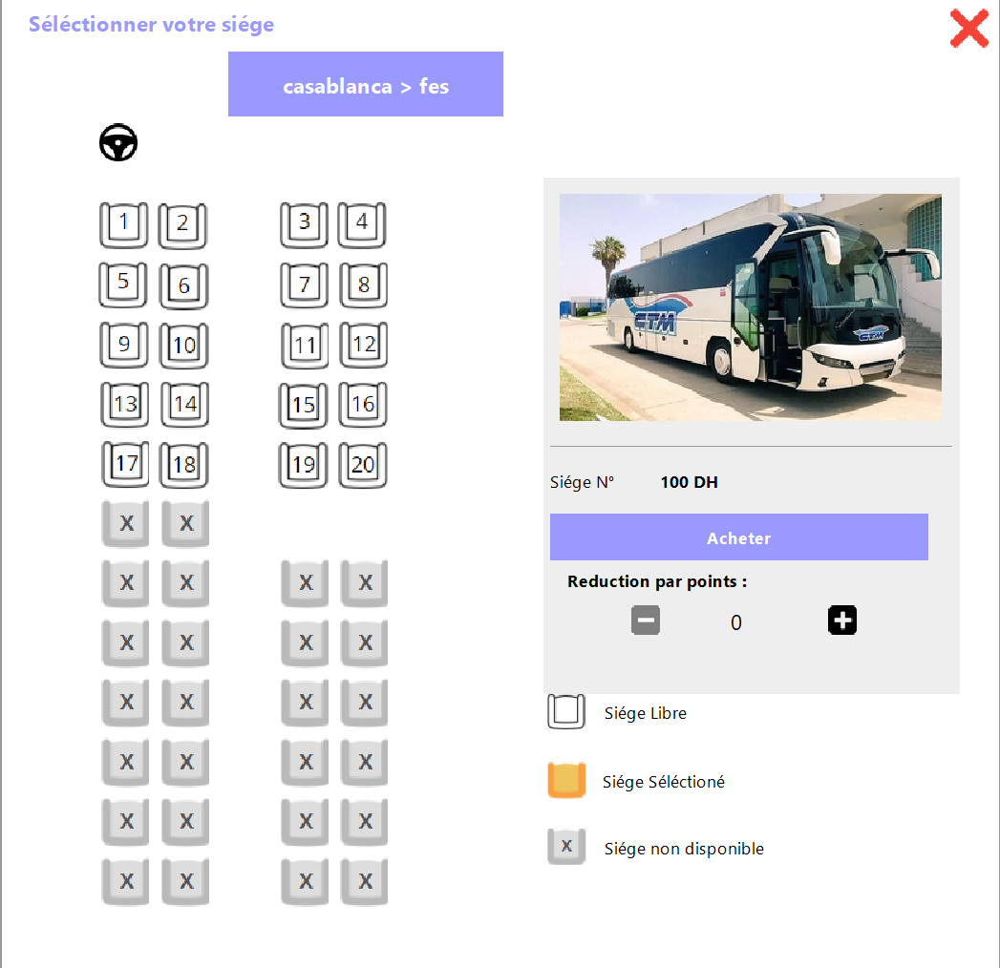 Séléctionner votre siége
casablanca > fes
1 2 3 4
5 6 7 8
9 10 11 12
13 14 15 16
17 18 19 20
X X
X X X X
X X X X
X X X X
X X X X
X X X X
X X X X
CTM
CTM
Siége N° 100 DH
Acheter
Reduction par points :
0
Siége Libre
Siége Séléctioné
X Siége non disponible